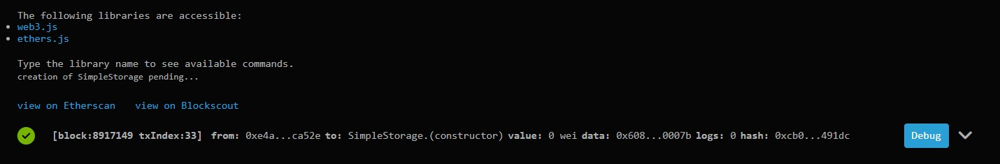 The following libraries are accessible:
web3.js
ethers.js
Type the library name to see available commands.
creation of SimpleStorage pending...
view on Etherscan view on Blockscout
[block:8917149 txIndex:33] from: 0xe4a...ca52e to: SimpleStorage.(constructor) value: 0 wei data: 0x608...0007b logs: 0 hash: 0xcb0...491dc Debug